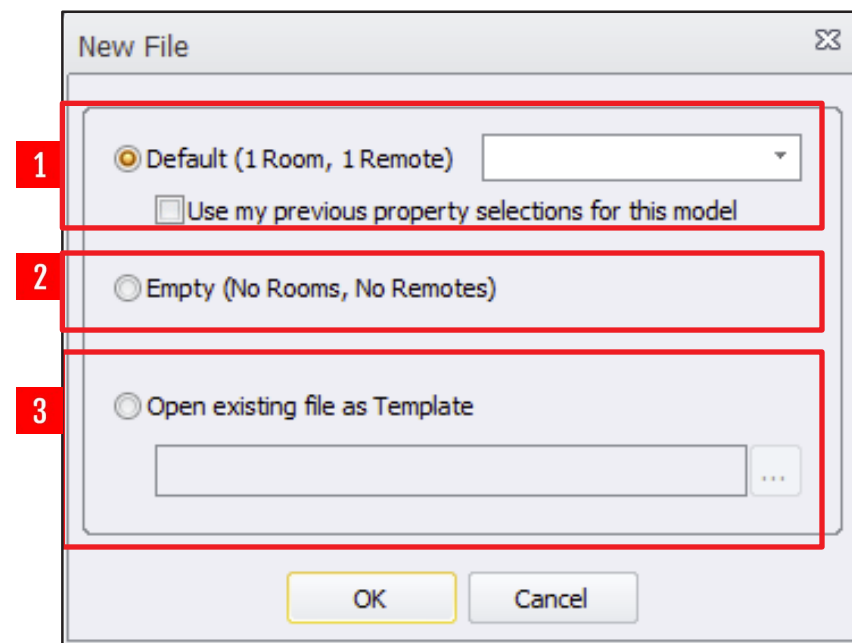 New File
1
Default (1 Room, 1 Remote)
Use my previous property selections for this model
2
Empty (No Rooms, No Remotes)
3
Open existing file as Template
...
OK Cancel